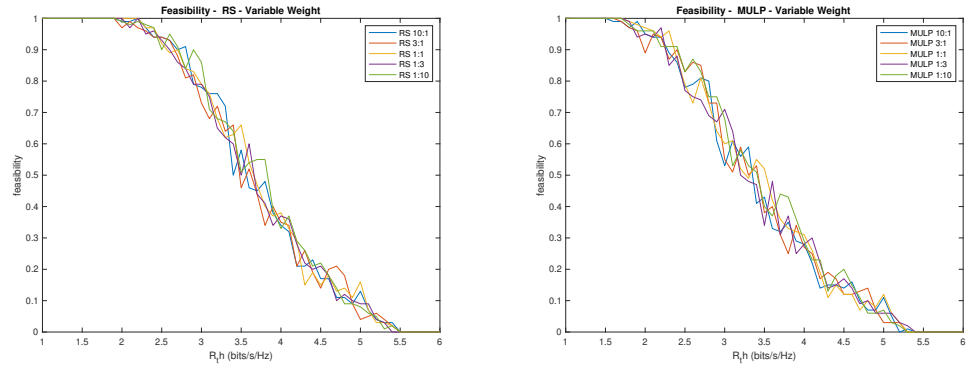 Feasibility - RS - Variable Weight
1
0.9
0.8
0.7
0.6
0.5
0.4
0.3
0.2
0.1
0
feasibility
1 1.5 2 2.5 3 3.5 4 4.5 5 5.5 6
R_th (bits/s/Hz)
RS 10:1
RS 3:1
RS 1:1
RS 1:3
RS 1:10
Feasibility - MULP - Variable Weight
1
0.9
0.8
0.7
0.6
0.5
0.4
0.3
0.2
0.1
0
feasibility
1 1.5 2 2.5 3 3.5 4 4.5 5 5.5 6
R_th (bits/s/Hz)
MULP 10:1
MULP 3:1
MULP 1:1
MULP 1:3
MULP 1:10